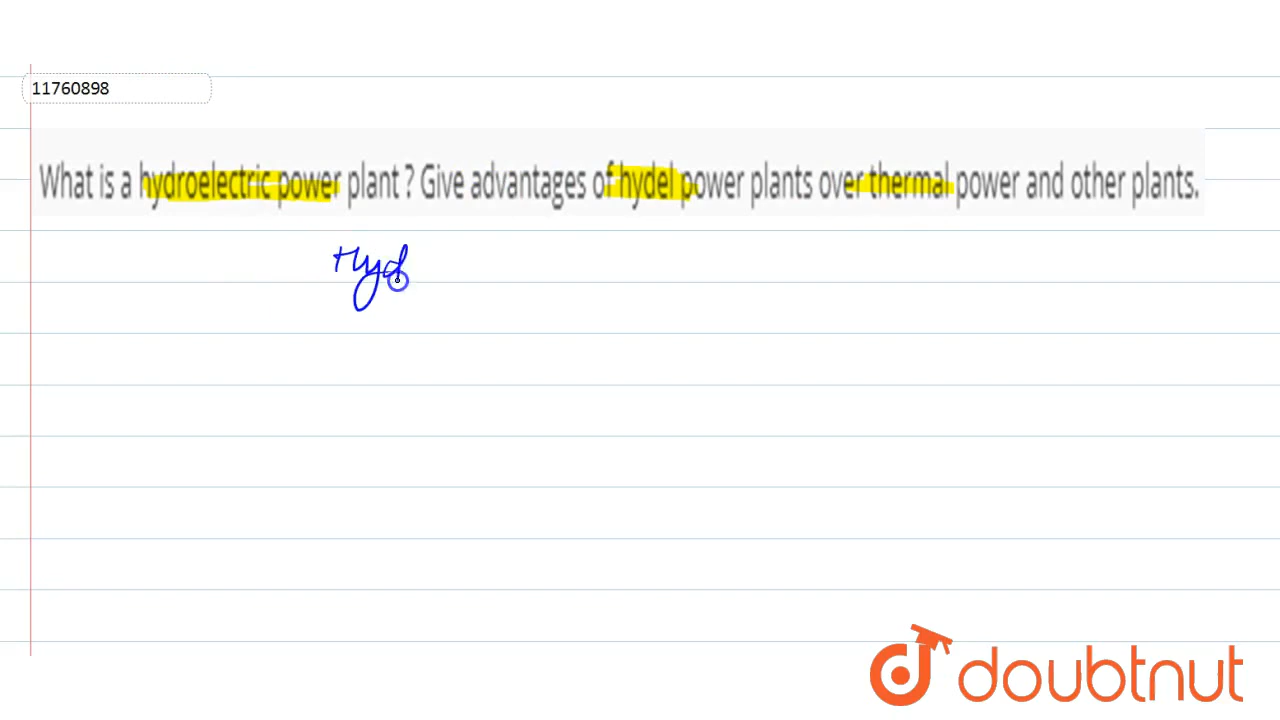 11760898
What is a hydroelectric power plant ? Give advantages of hydel power plants over thermal power and other plants.
Hyd
doubtnut